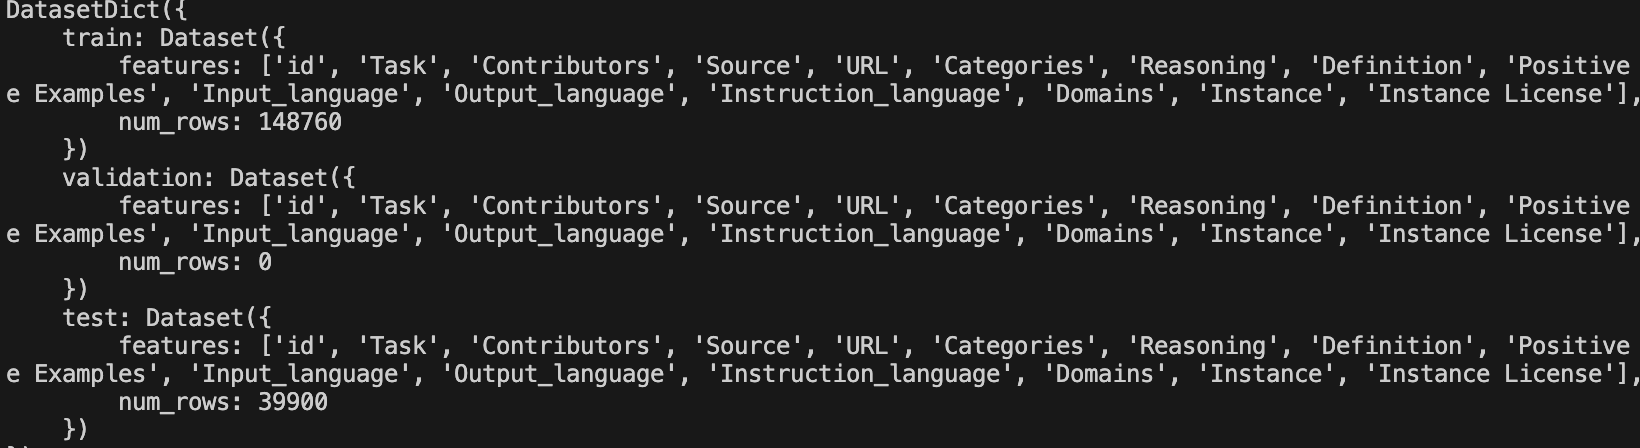 DatasetDict({
    train: Dataset({
        features: ['id', 'Task', 'Contributors', 'Source', 'URL', 'Categories', 'Reasoning', 'Definition', 'Positive
e Examples', 'Input_language', 'Output_language', 'Instruction_language', 'Domains', 'Instance', 'Instance License'],
        num_rows: 148760
    })
    validation: Dataset({
        features: ['id', 'Task', 'Contributors', 'Source', 'URL', 'Categories', 'Reasoning', 'Definition', 'Positive
e Examples', 'Input_language', 'Output_language', 'Instruction_language', 'Domains', 'Instance', 'Instance License'],
        num_rows: 0
    })
    test: Dataset({
        features: ['id', 'Task', 'Contributors', 'Source', 'URL', 'Categories', 'Reasoning', 'Definition', 'Positive
e Examples', 'Input_language', 'Output_language', 'Instruction_language', 'Domains', 'Instance', 'Instance License'],
        num_rows: 39900
    })